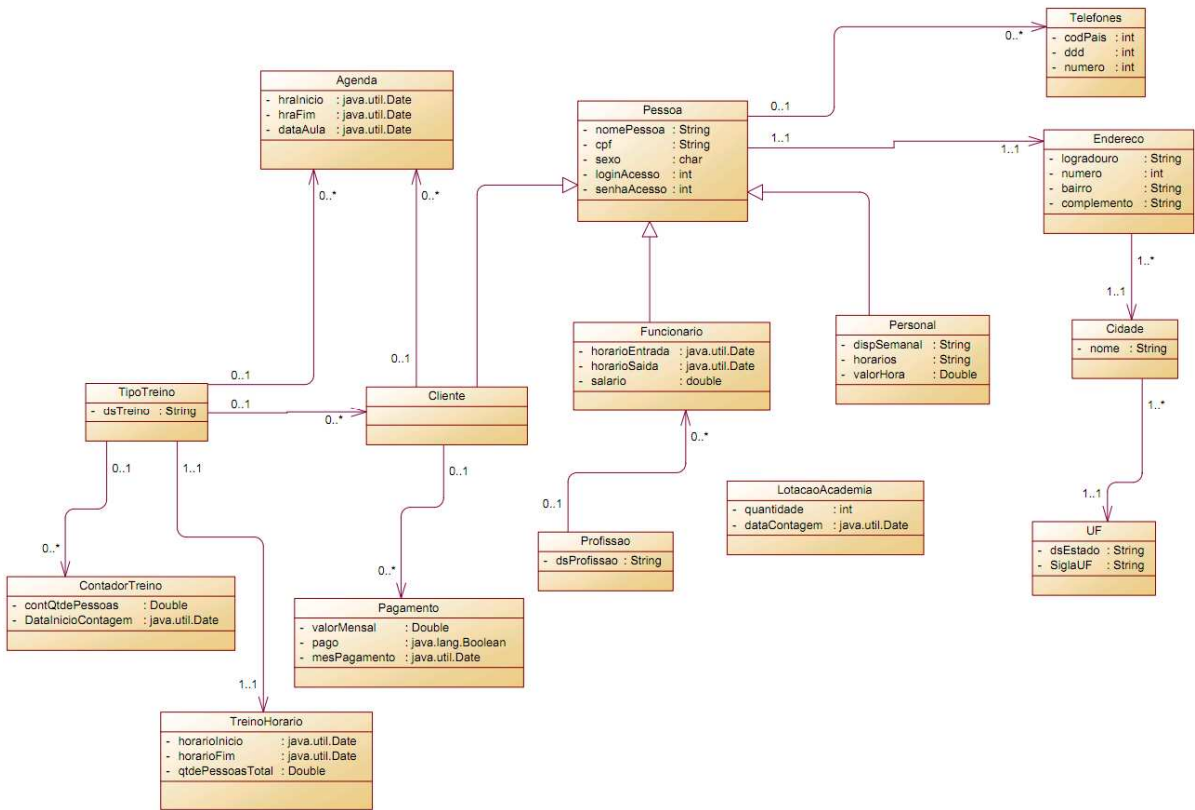 Telefones
- codPais : int
- ddd : int
- numero : int
0..*
0..1
Agenda
- hraInicio : java.util.Date
- hraFim : java.util.Date
- dataAula : java.util.Date
0..*
0..*
Pessoa
- nomePessoa : String
- cpf : String
- sexo : char
- loginAcesso : int
- senhaAcesso : int
1..1
1..1
Endereco
- logradouro : String
- numero : int
- bairro : String
- complemento : String
1..*
1..1
Cidade
- nome : String
1..*
1..1
UF
- dsEstado : String
- SiglaUF : String
Funcionario
- horarioEntrada : java.util.Date
- horarioSaida : java.util.Date
- salario : double
0..*
Personal
- dispSemanal : String
- horarios : String
- valorHora : Double
0..1
0..1
TipoTreino
- dsTreino : String
0..1
0..*
Cliente
0..1
1..1
0..1
LotacaoAcademia
- quantidade : int
- dataContagem : java.util.Date
0..1
Profissao
- dsProfissao : String
0..*
ContadorTreino
- contQtdePessoas : Double
- DataInicioContagem : java.util.Date
0..*
Pagamento
- valorMensal : Double
- pago : java.lang.Boolean
- mesPagamento : java.util.Date
1..1
TreinoHorario
- horarioInicio : java.util.Date
- horarioFim : java.util.Date
- qtdePessoasTotal : Double